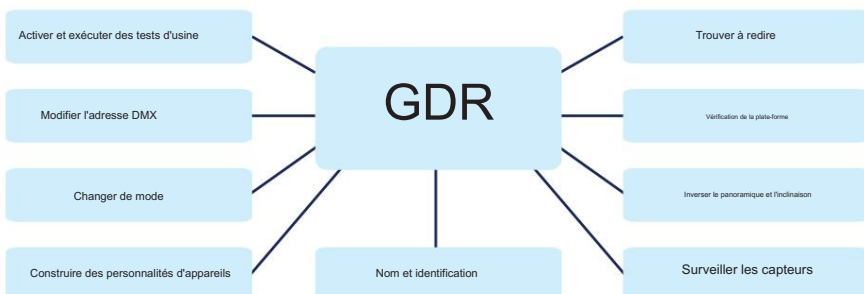 Activer et exécuter des tests d'usine
Modifier l'adresse DMX
Changer de mode
Construire des personnalités d'appareils
GDR
Nom et identification
Trouver à redire
Vérification de la plate-forme
Inverser le panoramique et l'inclinaison
Surveiller les capteurs